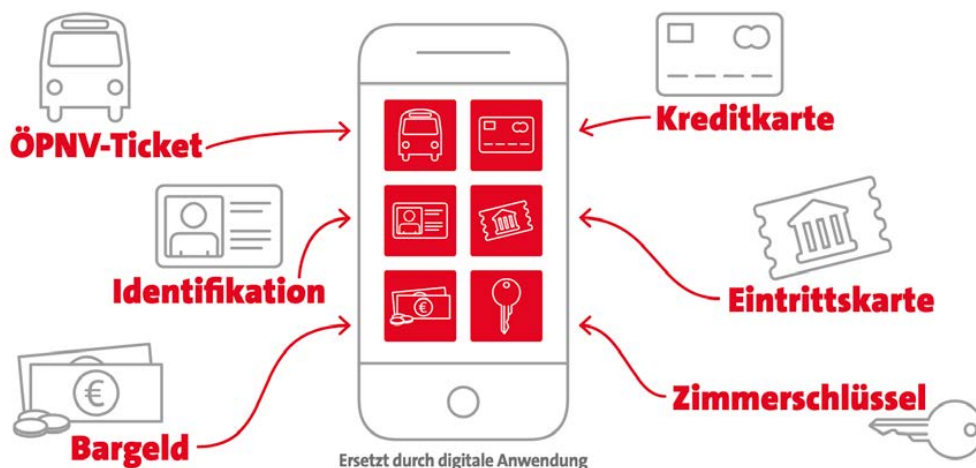 ÖPNV-Ticket
Kreditkarte
Identifikation
Eintrittskarte
Bargeld
Zimmerschlüssel
Ersetzt durch digitale Anwendung